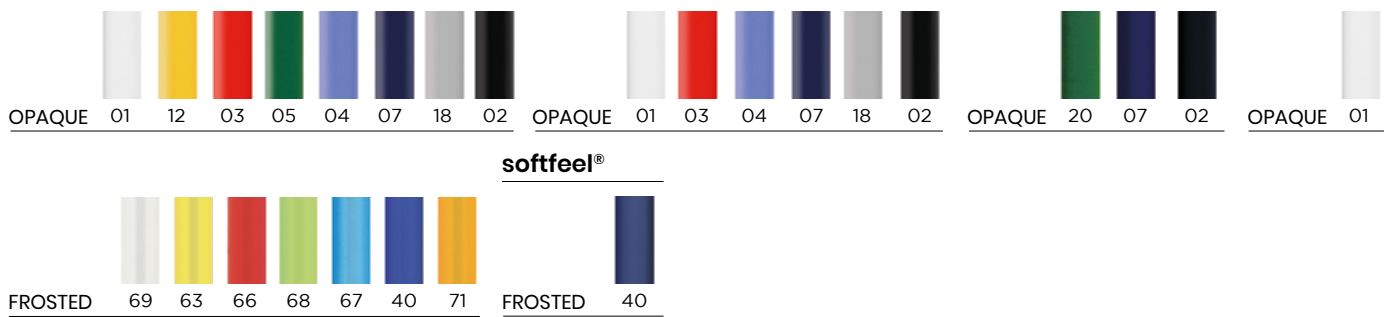 OPAQUE 01 12 03 05 04 07 18 02
OPAQUE 01 03 04 07 18 02
OPAQUE 20 07 02
OPAQUE 01
softfeel®
FROSTED 69 63 66 68 67 40 71
FROSTED 40